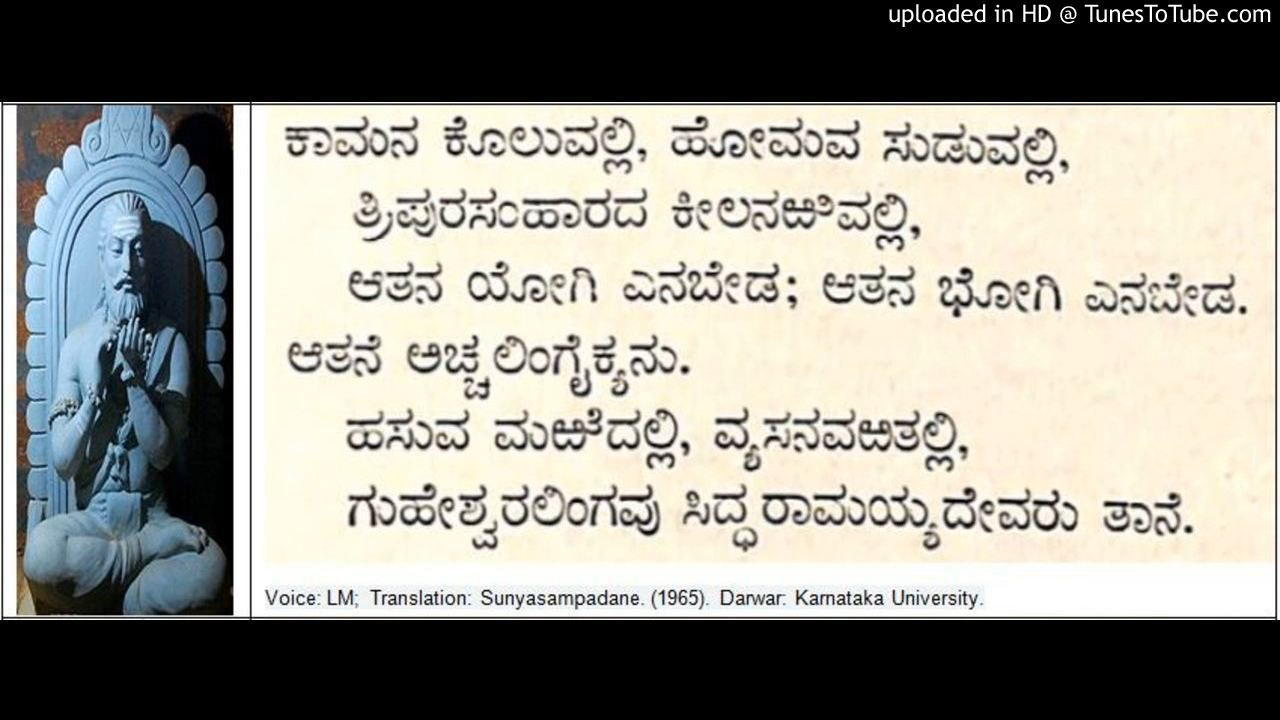 uploaded in HD @ TunesToTube.com
ಕಾಮನ ಕೊಲುವಲ್ಲಿ, ಹೋಮವ ಸುಡುವಲ್ಲಿ,
ತ್ರಿಪುರಸಂಹಾರದ ಕೀಲನಱಿವಲ್ಲಿ,
ಆತನ ಯೋಗಿ ಎನಬೇಡ; ಆತನ ಭೋಗಿ ಎನಬೇಡ.
ಆತನೆ ಅಚ್ಚಲಿಂಗೈಕ್ಯನು.
ಹಸುವ ಮಱೆದಲ್ಲಿ, ವ್ಯಸನವಱತಲ್ಲಿ,
ಗುಹೇಶ್ವರಲಿಂಗವು ಸಿದ್ಧರಾಮಯ್ಯದೇವರು ತಾನೆ.
Voice: LM; Translation: Sunyasampadane. (1965). Darwar: Karnataka University.